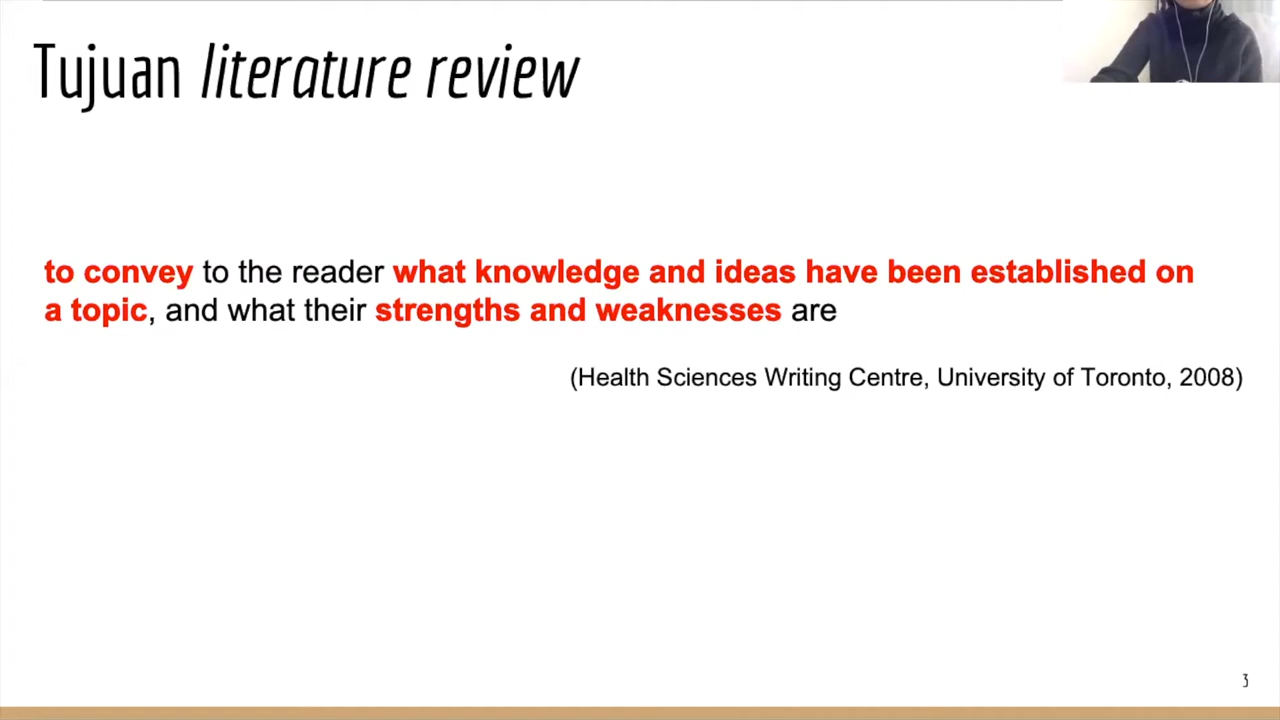 Tujuan literature review
to convey to the reader what knowledge and ideas have been established on
a topic, and what their strengths and weaknesses are
(Health Sciences Writing Centre, University of Toronto, 2008)
3